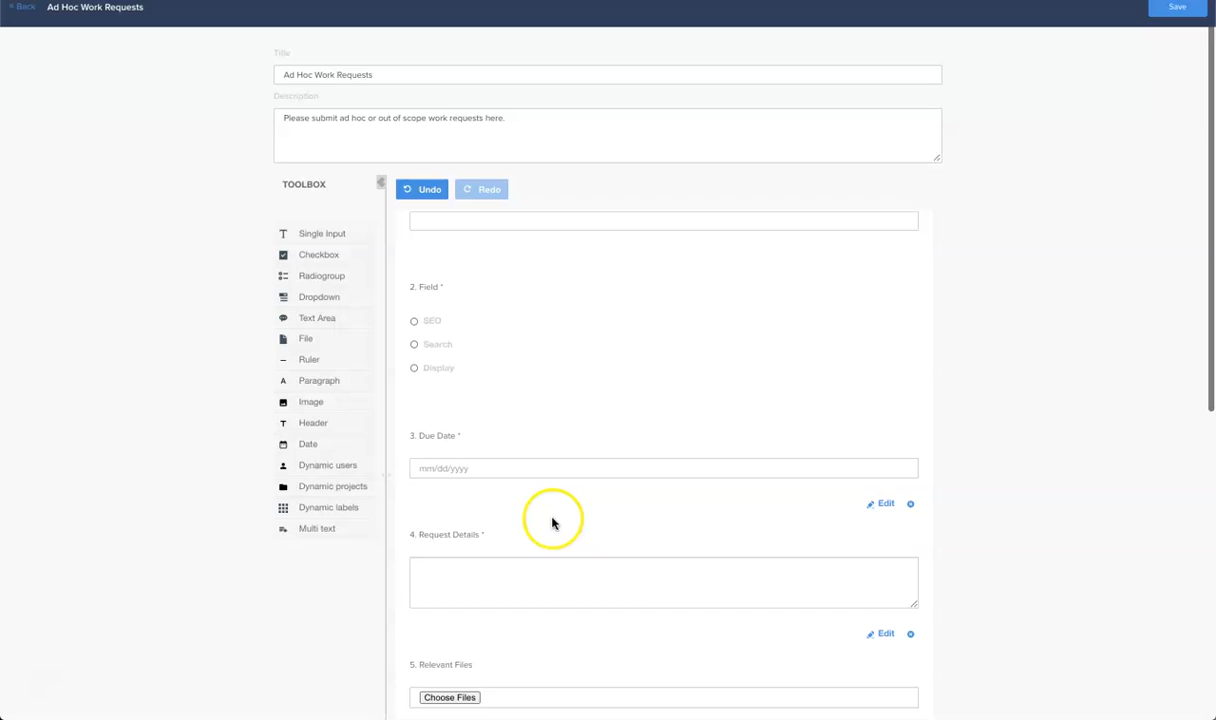 < Back Ad Hoc Work Requests Save
Title
Ad Hoc Work Requests
Description
Please submit ad hoc or out of scope work requests here.
TOOLBOX
Undo Redo
Single Input
Checkbox
Radiogroup
Dropdown
Text Area
File
Ruler
Paragraph
Image
Header
Date
Dynamic users
Dynamic projects
Dynamic labels
Multi text
2. Field *
SEO
Search
Display
3. Due Date *
mm/dd/yyyy
Edit
4. Request Details *
Edit
5. Relevant Files
Choose Files